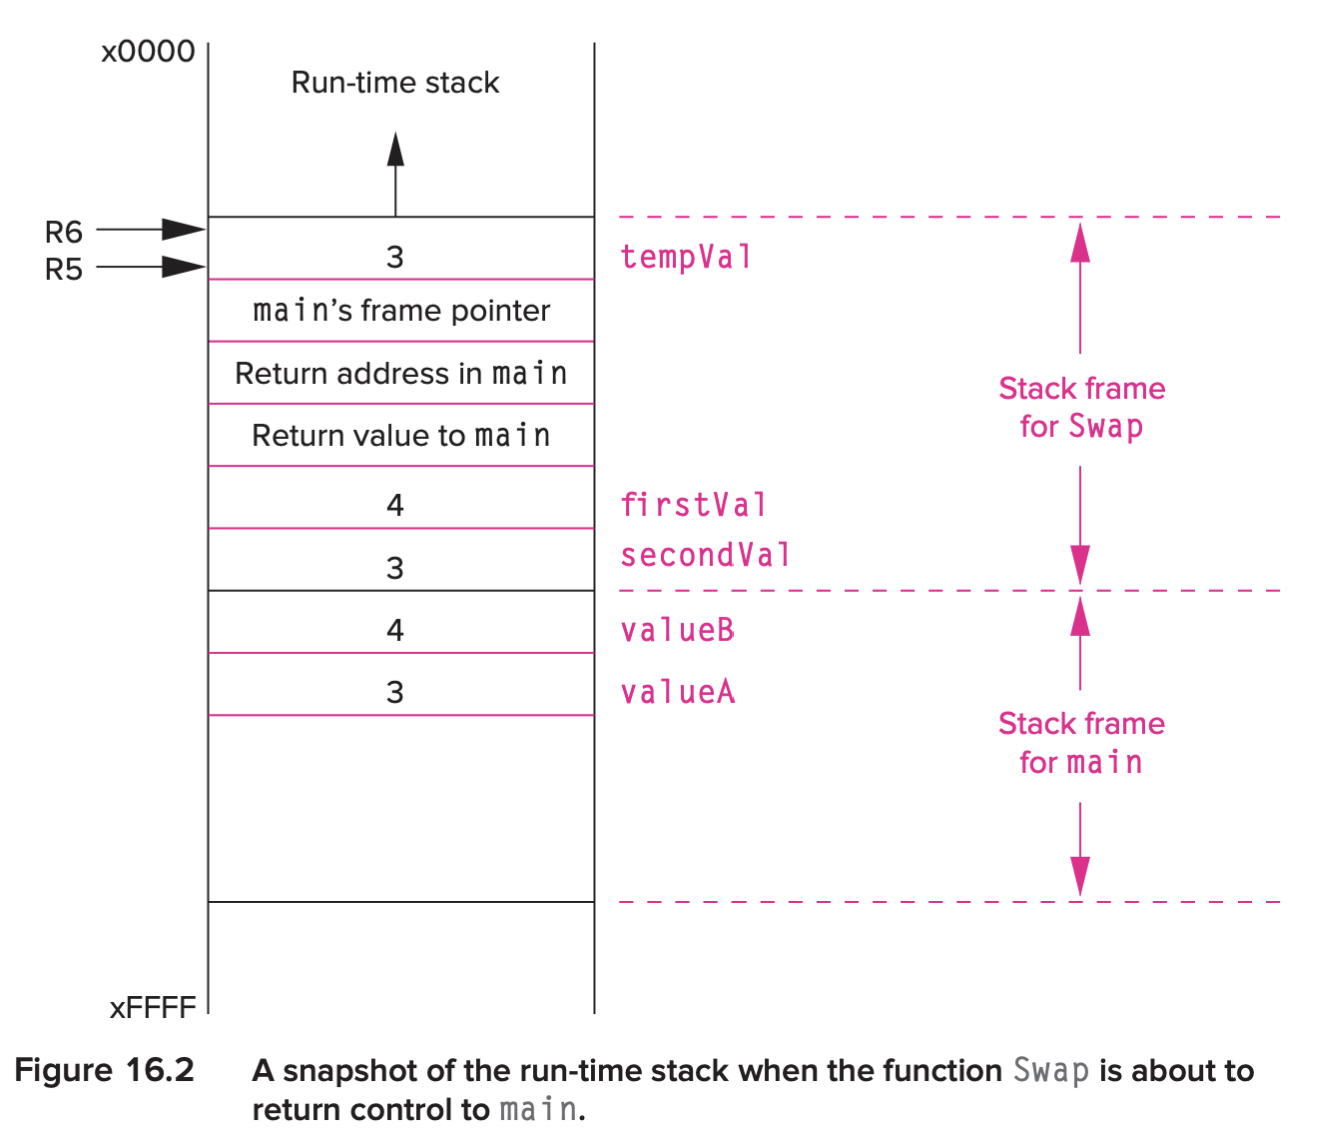 x0000
Run-time stack
R6
R5
3
tempVal
main's frame pointer
Return address in main
Return value to main
Stack frame
for Swap
4
firstVal
3
secondVal
4
valueB
3
valueA
Stack frame
for main
xFFFF
Figure 16.2 A snapshot of the run-time stack when the function Swap is about to
return control to main.